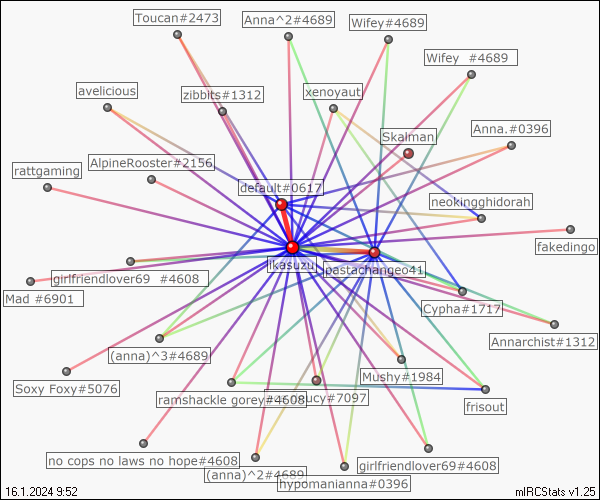 Toucan#2473
Anna^2#4689
Wifey#4689
Wifey  #4689
avelicious
zibbits#1312
xenoyaut
Skalman
Anna.#0396
AlpineRooster#2156
rattgaming
default#0617
neokingghidorah
fakedingo
likasuzu
pastachangeo41
girlfriendlover69  #4608
Mad #6901
Cypha#1717
Annarchist#1312
(anna)^3#4689
Mushy#1984
Soxy Foxy#5076
ramshackle gorey#4608
ucy#7097
frisout
no cops no laws no hope#4608
(anna)^2#4689
girlfriendlover69#4608
hypomanianna#0396
16.1.2024 9:52
mIRCStats v1.25